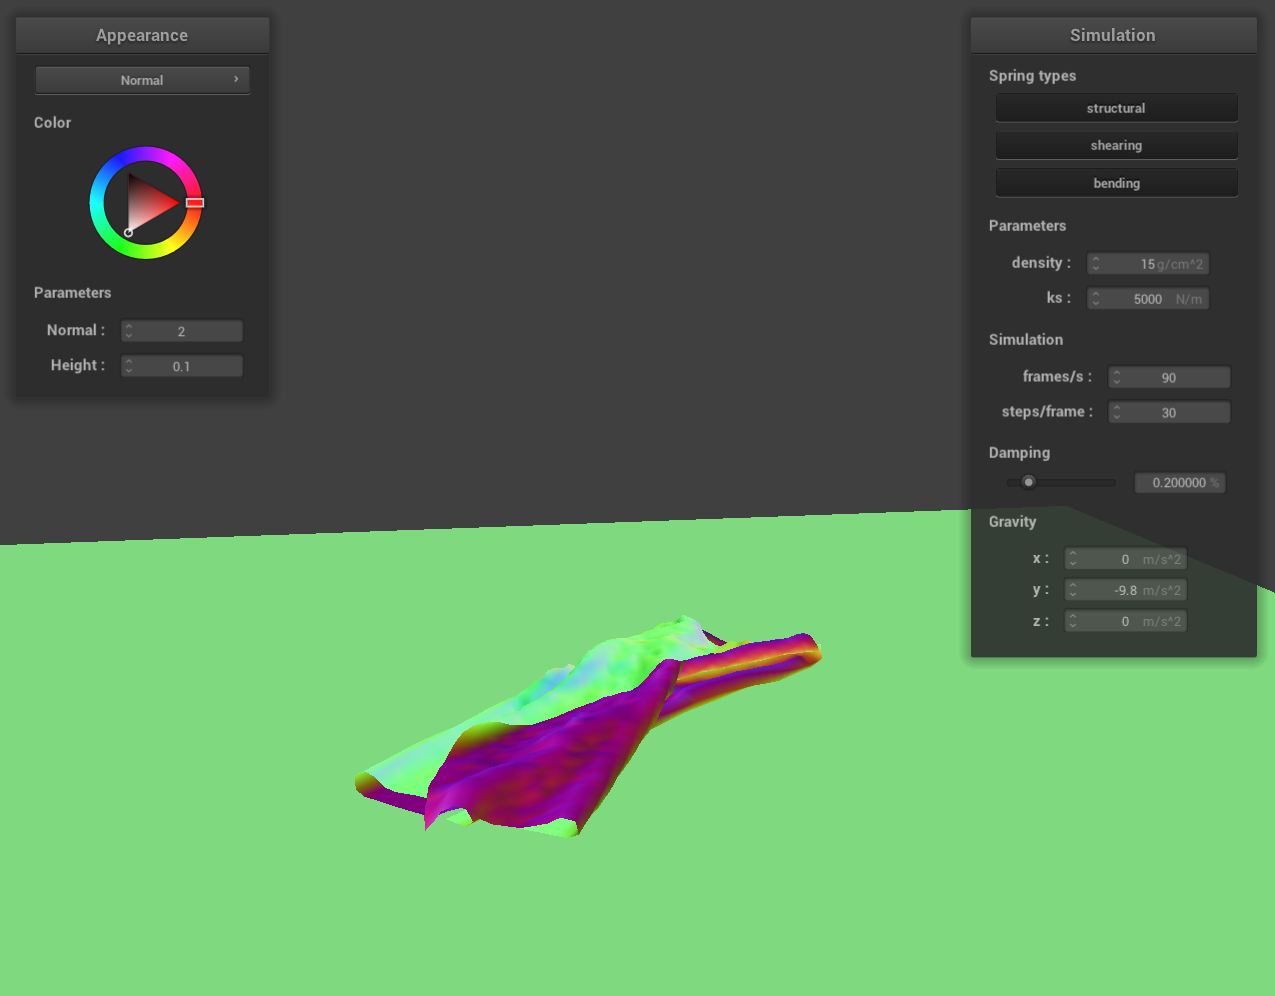 Appearance
Normal
Color
Parameters
Normal : 2
Height : 0.1
Simulation
Spring types
structural
shearing
bending
Parameters
density : 15 g/cm^2
ks : 5000 N/m
Simulation
frames/s : 90
steps/frame : 30
Damping
0.200000 %
Gravity
x : 0 m/s^2
y : -9.8 m/s^2
z : 0 m/s^2